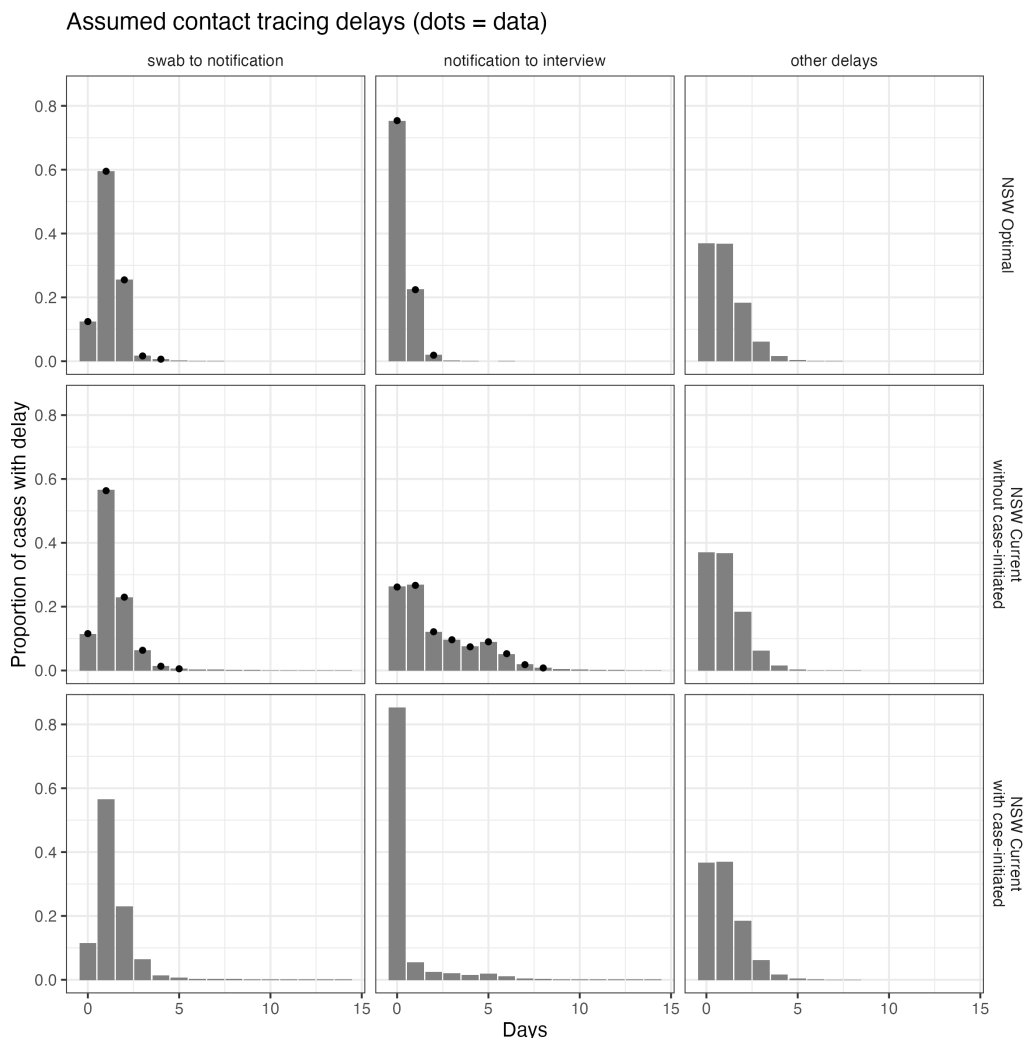 Assumed contact tracing delays (dots = data)
swab to notification
notification to interview
other delays
0.8
0.6
0.4
0.2
0.0
NSW Optimal
Proportion of cases with delay
0.8
0.6
0.4
0.2
0.0
NSW Current
without case-initiated
0.8
0.6
0.4
0.2
0.0
NSW Current
with case-initiated
0 5 10 15
0 5 10 15
0 5 10 15
Days